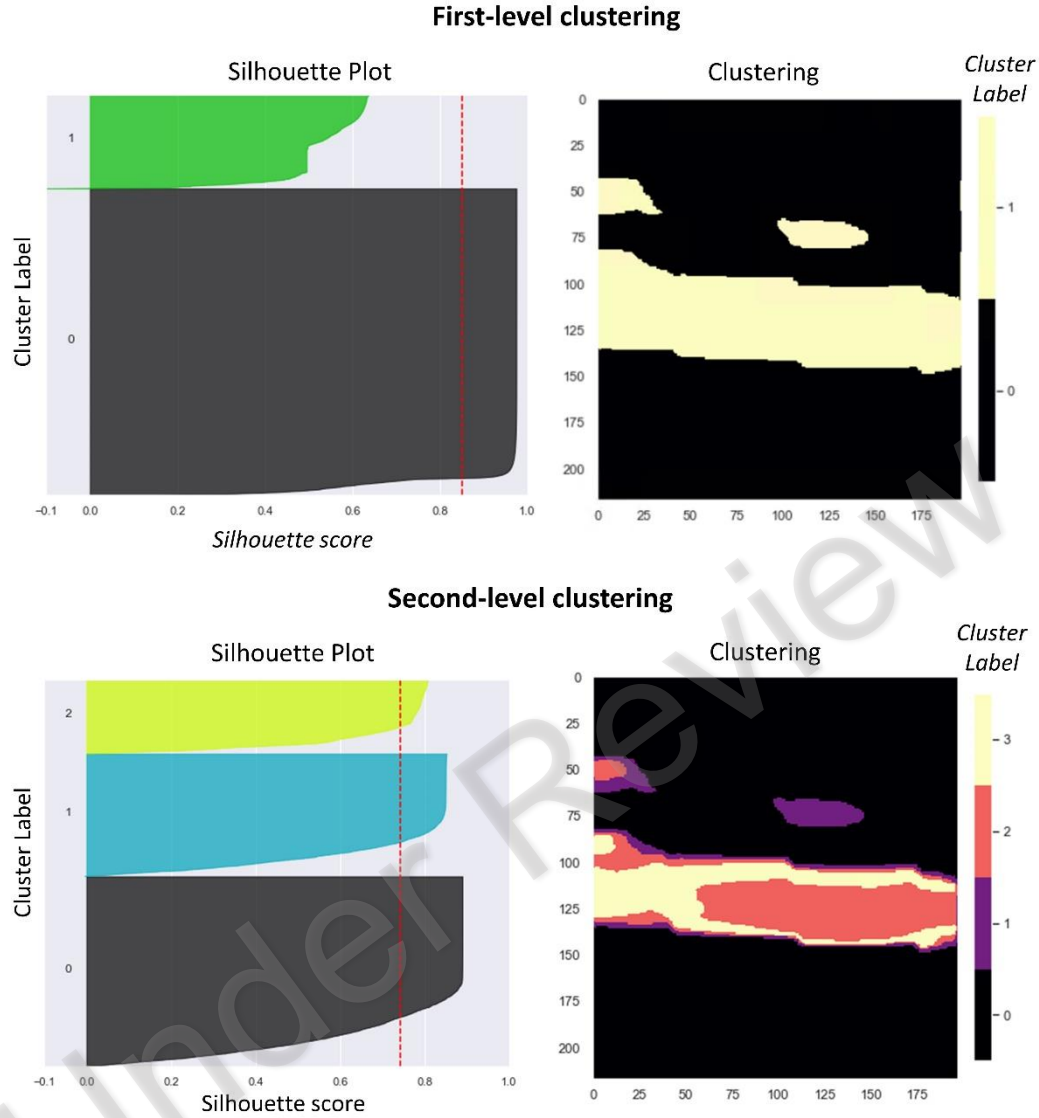 First-level clustering
Silhouette Plot
Clustering
Cluster
Label
1
0
Cluster Label
−0.1 0.0 0.2 0.4 0.6 0.8 1.0
Silhouette score
0
25
50
75
100
125
150
175
200
0 25 50 75 100 125 150 175
1
0
Second-level clustering
Silhouette Plot
Clustering
Cluster
Label
2
1
0
Cluster Label
−0.1 0.0 0.2 0.4 0.6 0.8 1.0
Silhouette score
0
25
50
75
100
125
150
175
200
0 25 50 75 100 125 150 175
3
2
1
0
Under Review